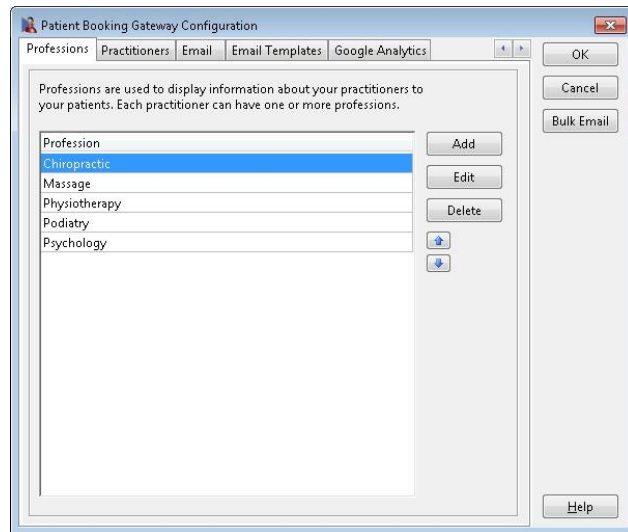 Patient Booking Gateway Configuration
Professions Practitioners Email Email Templates Google Analytics
OK
Cancel
Bulk Email
Professions are used to display information about your practitioners to
your patients. Each practitioner can have one or more professions.
Profession
Chiropractic
Massage
Physiotherapy
Podiatry
Psychology
Add
Edit
Delete
Help